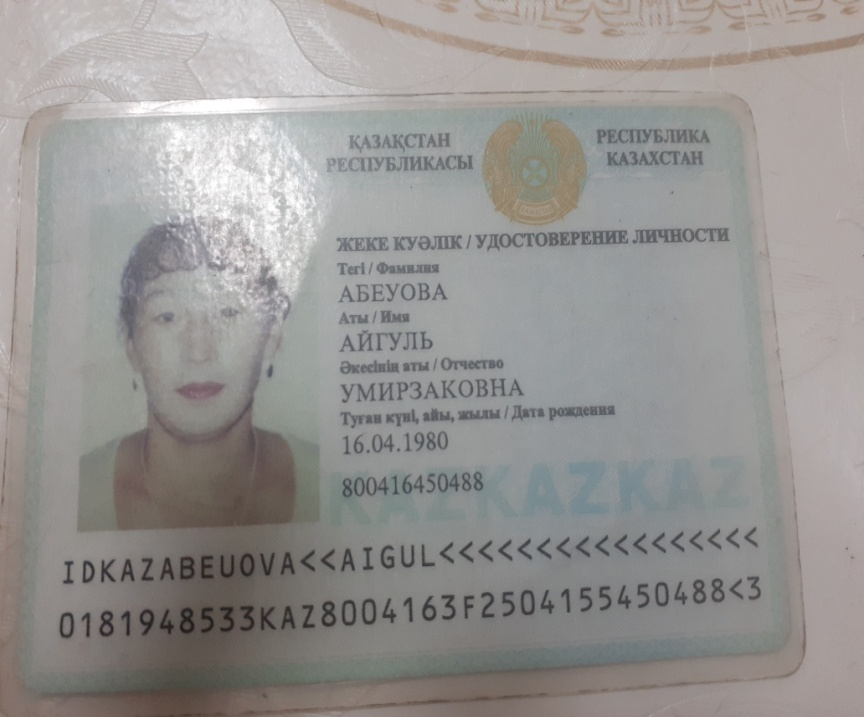 ҚАЗАҚСТАН
РЕСПУБЛИКАСЫ
РЕСПУБЛИКА
КАЗАХСТАН
ЖЕКЕ КУӘЛІК / УДОСТОВЕРЕНИЕ ЛИЧНОСТИ
Тегі / Фамилия
АБЕУОВА
Аты / Имя
АЙГУЛЬ
Әкесінің аты / Отчество
УМИРЗАКОВНА
Туған күні, айы, жылы / Дата рождения
16.04.1980
800416450488
KAZKAZKAZ
IDKAZABEUOVA<<AIGUL<<<<<<<<<<<<<<<<<
0181948533KAZ8004163F2504155450488<3